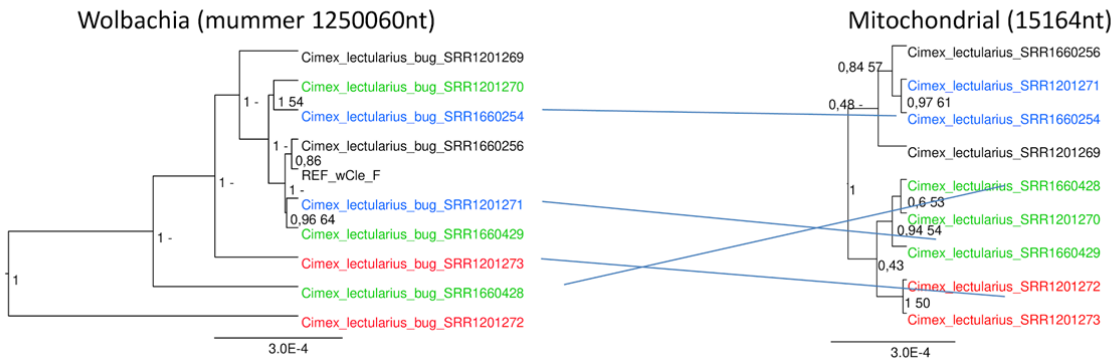 Wolbachia (mummer 1250060nt)
Cimex_lectularius_bug_SRR1201269
Cimex_lectularius_bug_SRR1201270
1 -
1 54
Cimex_lectularius_bug_SRR1660254
Cimex_lectularius_bug_SRR1660256
1 -
0,86
REF_wCle_F
1 -
1 -
Cimex_lectularius_bug_SRR1201271
0,96 64
Cimex_lectularius_bug_SRR1660429
1 -
Cimex_lectularius_bug_SRR1201273
1
Cimex_lectularius_bug_SRR1660428
Cimex_lectularius_bug_SRR1201272
3.0E-4
Mitochondrial (15164nt)
Cimex_lectularius_bug_SRR1660256
0,84 57
Cimex_lectularius_bug_SRR1201271
0,97 61
0,48 -
Cimex_lectularius_bug_SRR1660254
Cimex_lectularius_bug_SRR1201269
1
Cimex_lectularius_bug_SRR1660428
0,6 53
Cimex_lectularius_bug_SRR1201270
0,94 54
Cimex_lectularius_bug_SRR1660429
0,43
Cimex_lectularius_bug_SRR1201272
1 50
Cimex_lectularius_bug_SRR1201273
3.0E-4